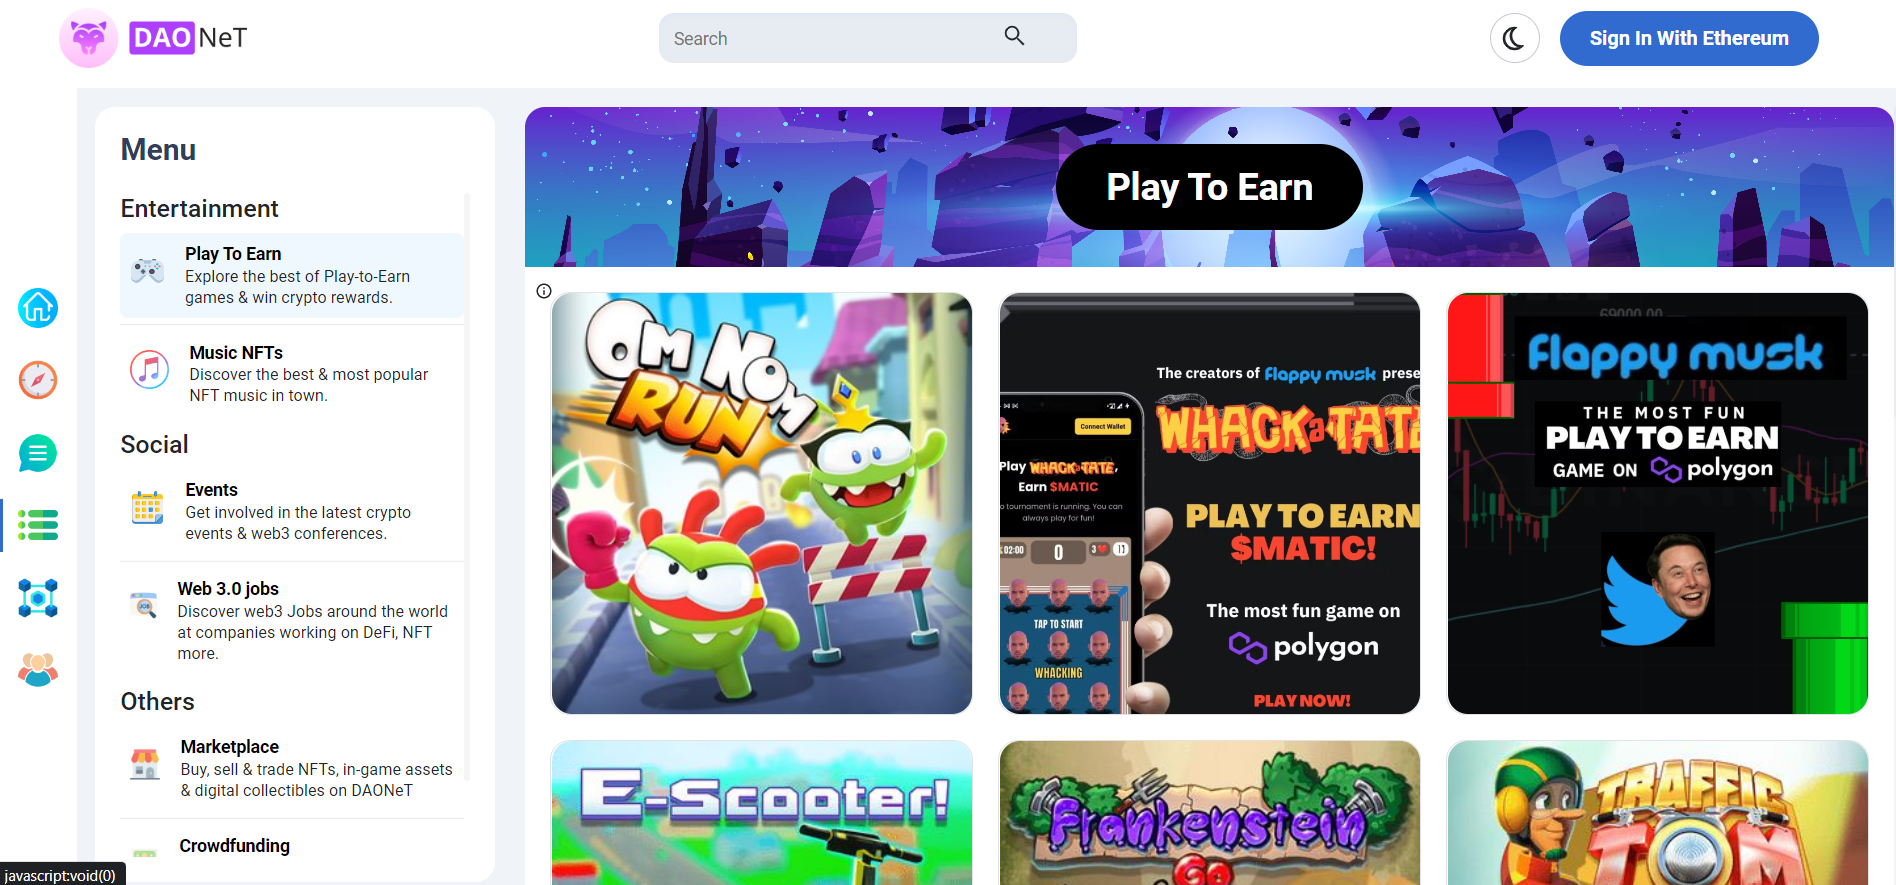 DAO NeT
Search
Sign In With Ethereum
Menu
Entertainment
Play To Earn
Explore the best of Play-to-Earn
games & win crypto rewards.
Music NFTs
Discover the best & most popular
NFT music in town.
Social
Events
Get involved in the latest crypto
events & web3 conferences.
JOB
Web 3.0 jobs
Discover web3 Jobs around the world
at companies working on DeFi, NFT
more.
Others
Marketplace
Buy, sell & trade NFTs, in-game assets
& digital collectibles on DAONeT
Crowdfunding
javascript:void(0)
Play To Earn
OM NOM
RUN
The creators of flappy musk prese
WHACK a TATE
Connect Wallet
Play WHACK a TATE,
Earn $MATIC
o tournament is running. You can
always play for fun!
02:00 0 3
TAP TO START
WHACKING
PLAY TO EARN
$MATIC!
The most fun game on
polygon
PLAY NOW!
69000.00
flappy musk
THE MOST FUN
PLAY TO EARN
GAME ON polygon
E-Scooter!
Frankenstein
Go
TRAFFIC
TOM